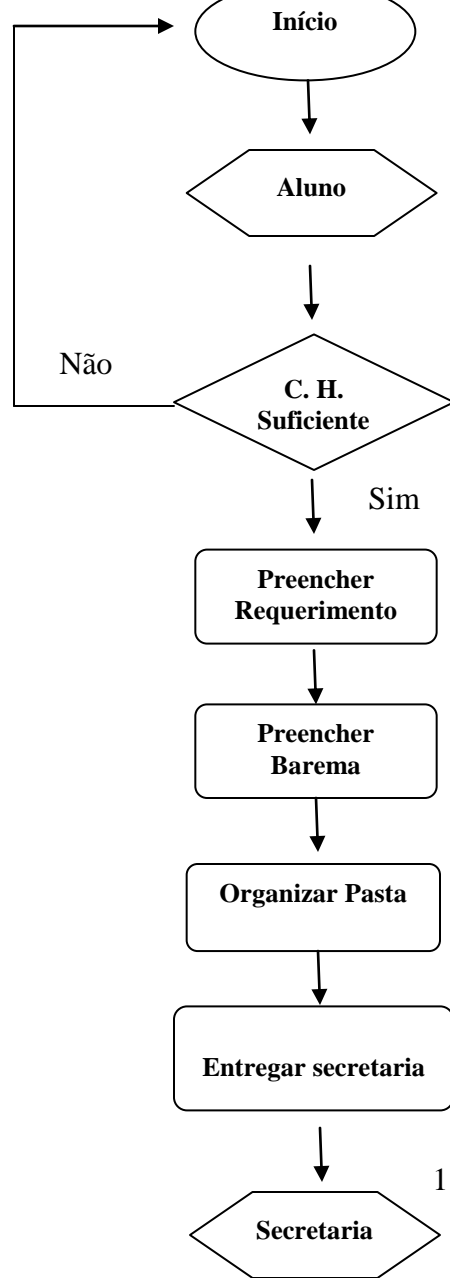 Início
Aluno
Não
C. H.
Suficiente
Sim
Preencher
Requerimento
Preencher
Barema
Organizar Pasta
Entregar secretaria
1
Secretaria